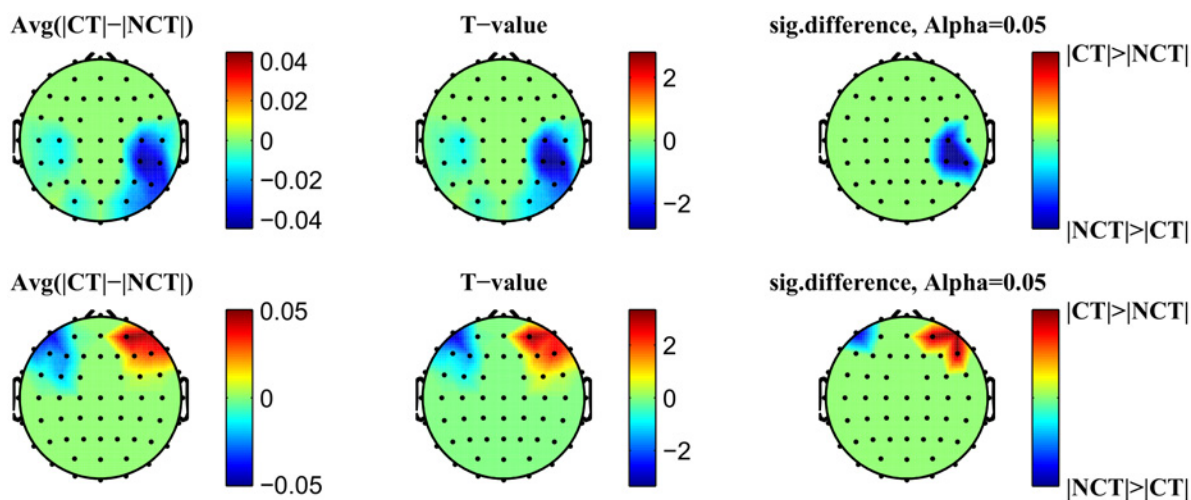 Avg(|CT|−|NCT|)
T−value
sig.difference, Alpha=0.05
0.04
0.02
0
−0.02
−0.04
2
0
−2
|CT|>|NCT|
|NCT|>|CT|
Avg(|CT|−|NCT|)
T−value
sig.difference, Alpha=0.05
0.05
0
−0.05
2
0
−2
|CT|>|NCT|
|NCT|>|CT|